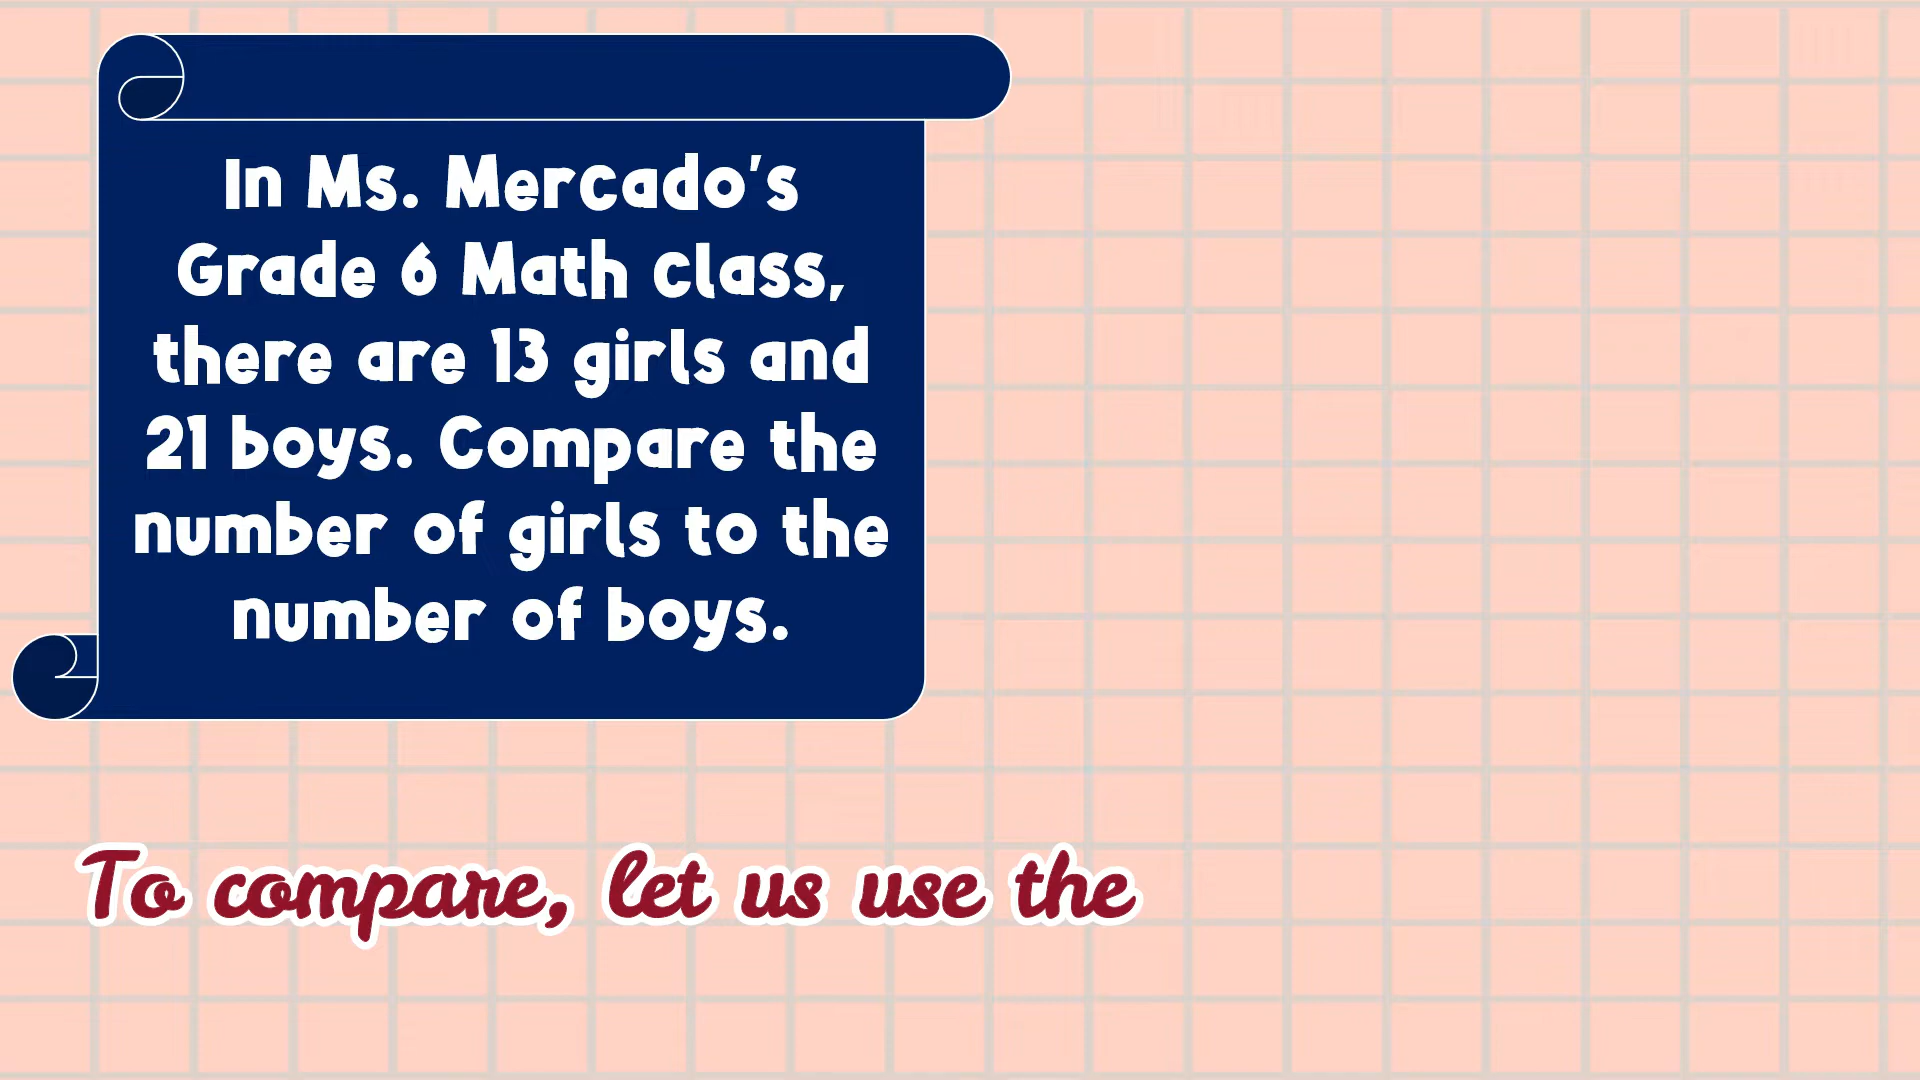 In Ms. Mercado's
Grade 6 Math class,
there are 13 girls and
21 boys. Compare the
number of girls to the
number of boys.
To compare, let us use the